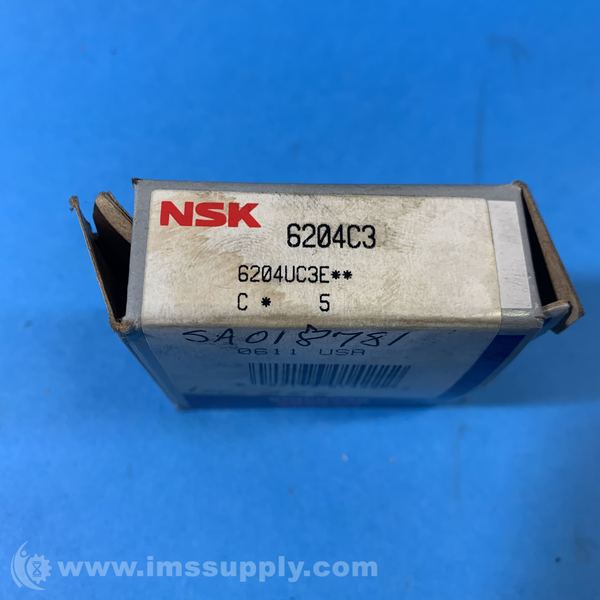 NSK 6204C3
6204UC3E**
C * 5
SA018781
0611 USA
www.imssupply.com